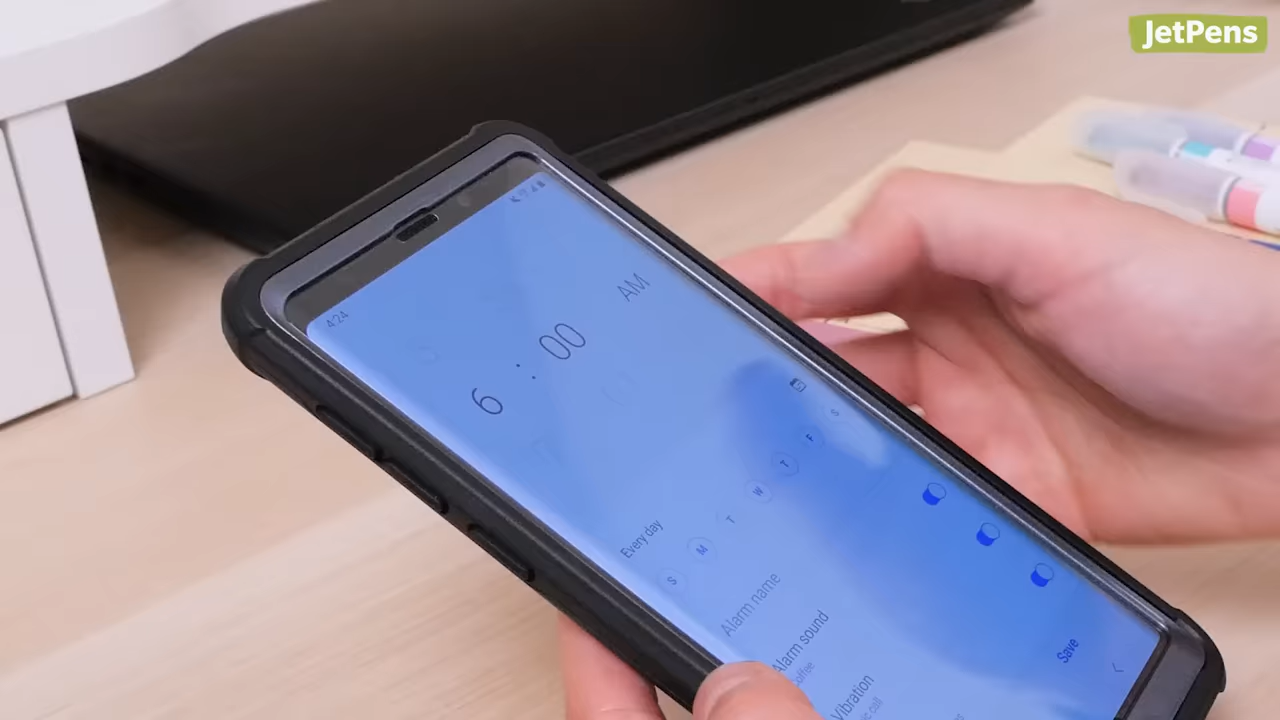 JetPens
4:24
6 : 00 AM
Every day
S M T W T F S
Alarm name
Alarm sound
Vibration
Save